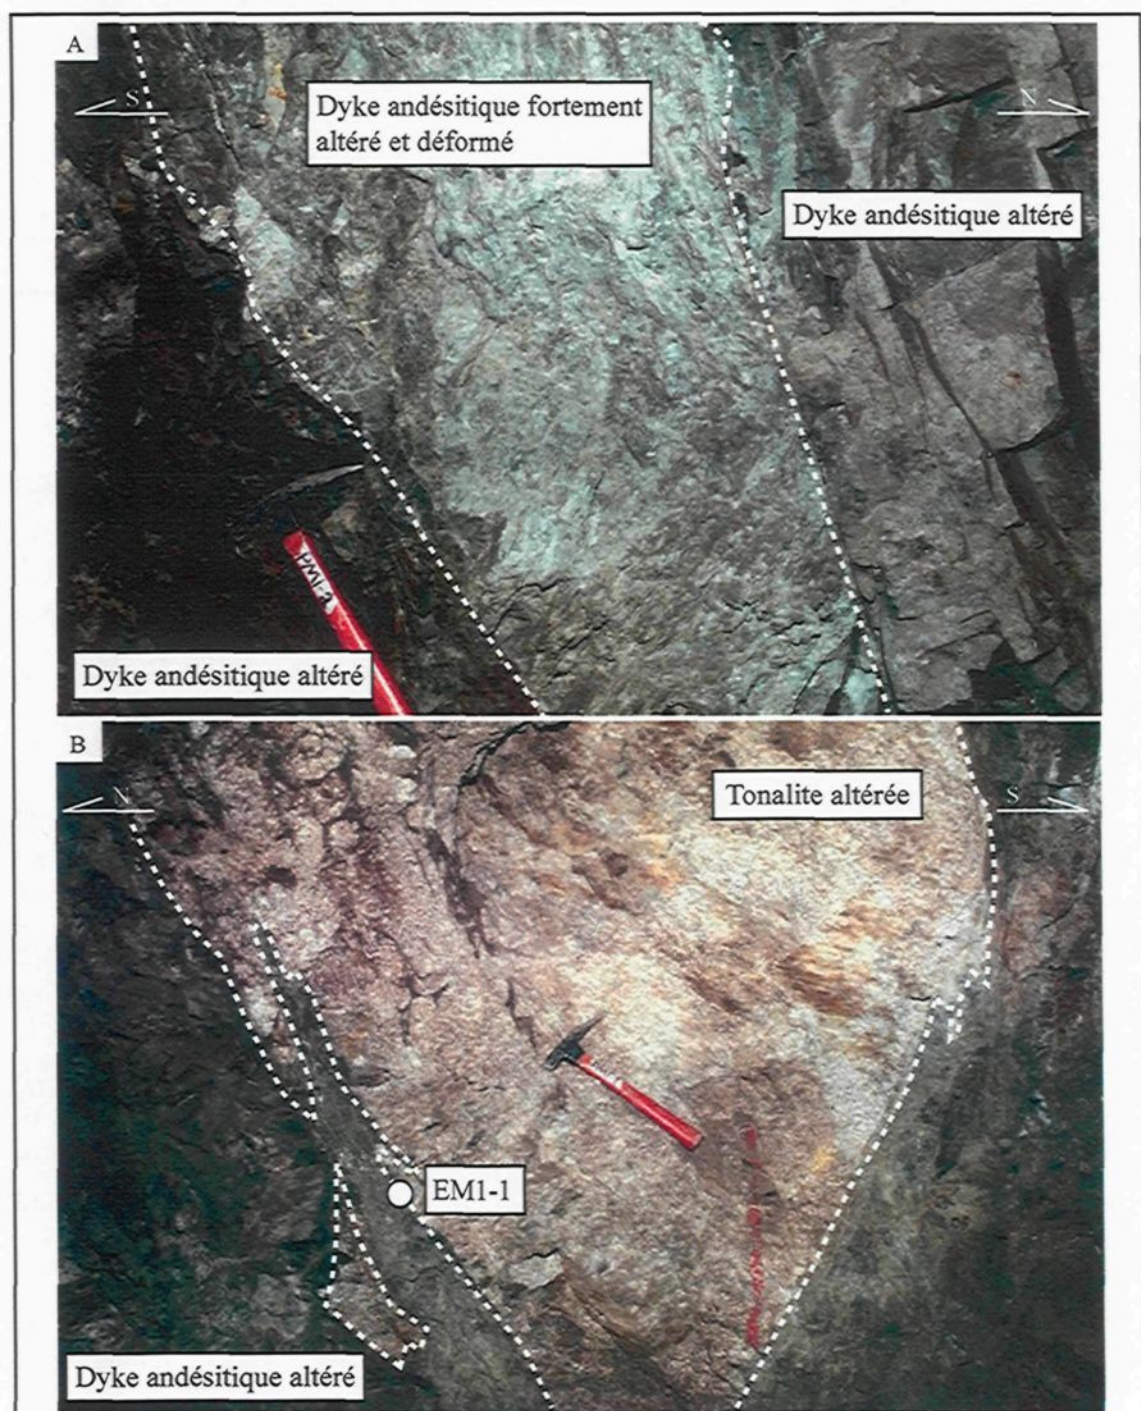 A
S
N
Dyke andésitique fortement
altéré et déformé
Dyke andésitique altéré
PM1-a
Dyke andésitique altéré
B
N
S
Tonalite altérée
EM1-1
Dyke andésitique altéré